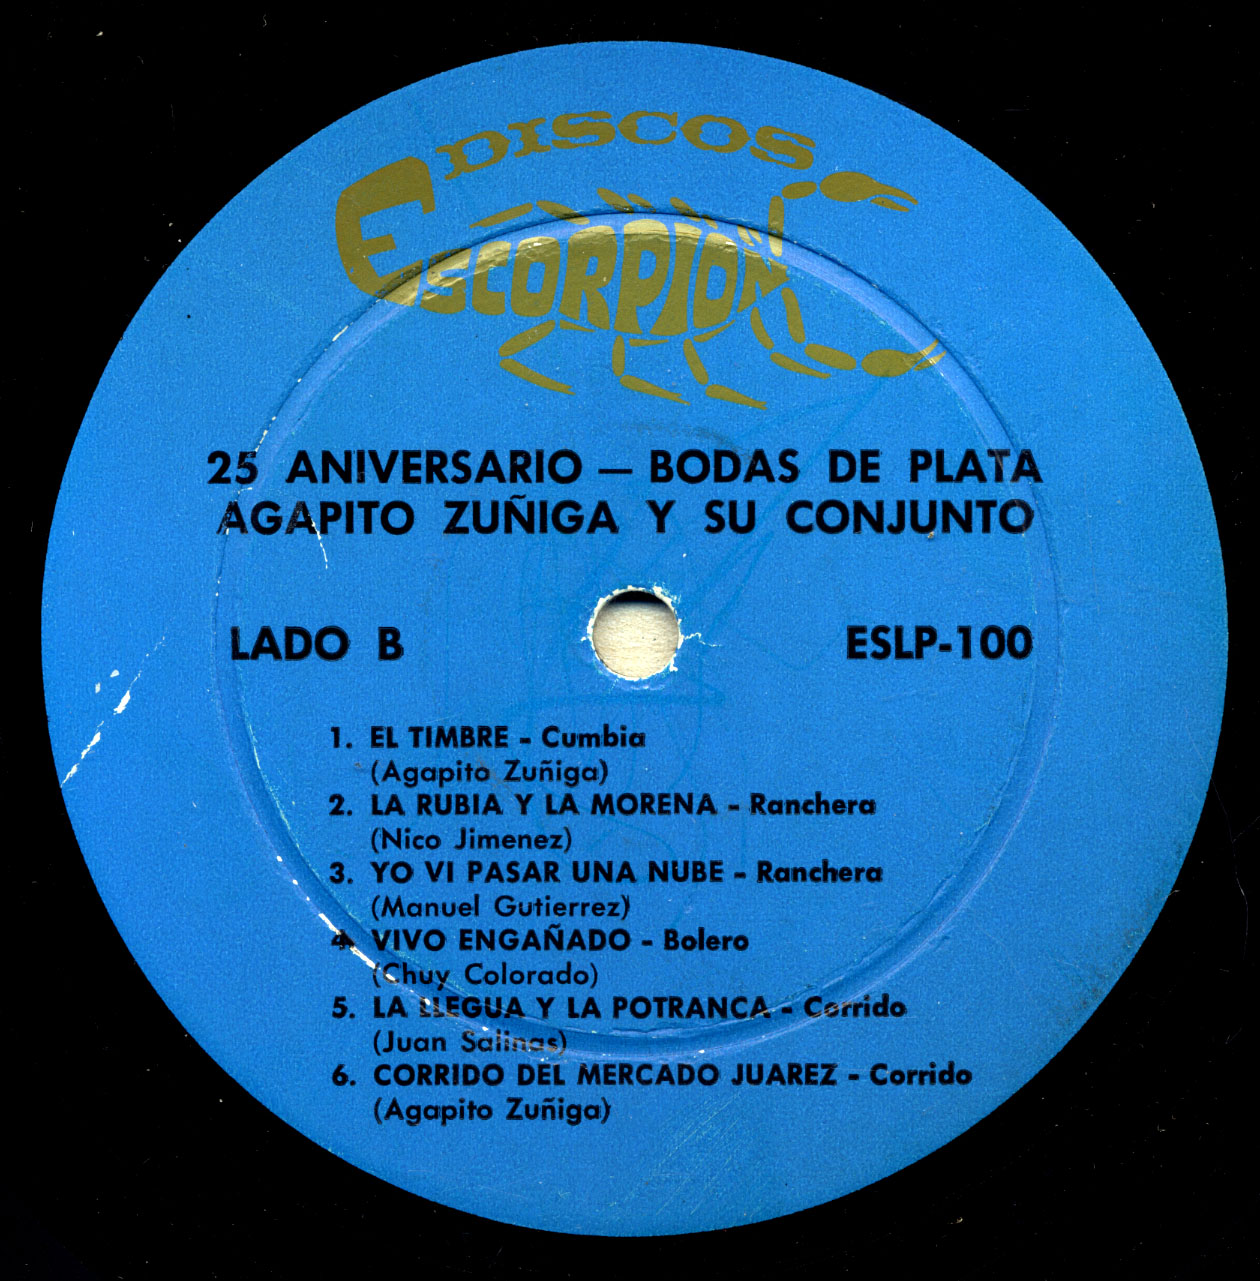 DISCOS
ESCORPION
25 ANIVERSARIO — BODAS DE PLATA
AGAPITO ZUÑIGA Y SU CONJUNTO
LADO B ESLP-100
1. EL TIMBRE - Cumbia
(Agapito Zuñiga)
2. LA RUBIA Y LA MORENA - Ranchera
(Nico Jimenez)
3. YO VI PASAR UNA NUBE - Ranchera
(Manuel Gutierrez)
4. VIVO ENGAÑADO - Bolero
(Chuy Colorado)
5. LA LLEGUA Y LA POTRANCA - Corrido
(Juan Salinas)
6. CORRIDO DEL MERCADO JUAREZ - Corrido
(Agapito Zuñiga)